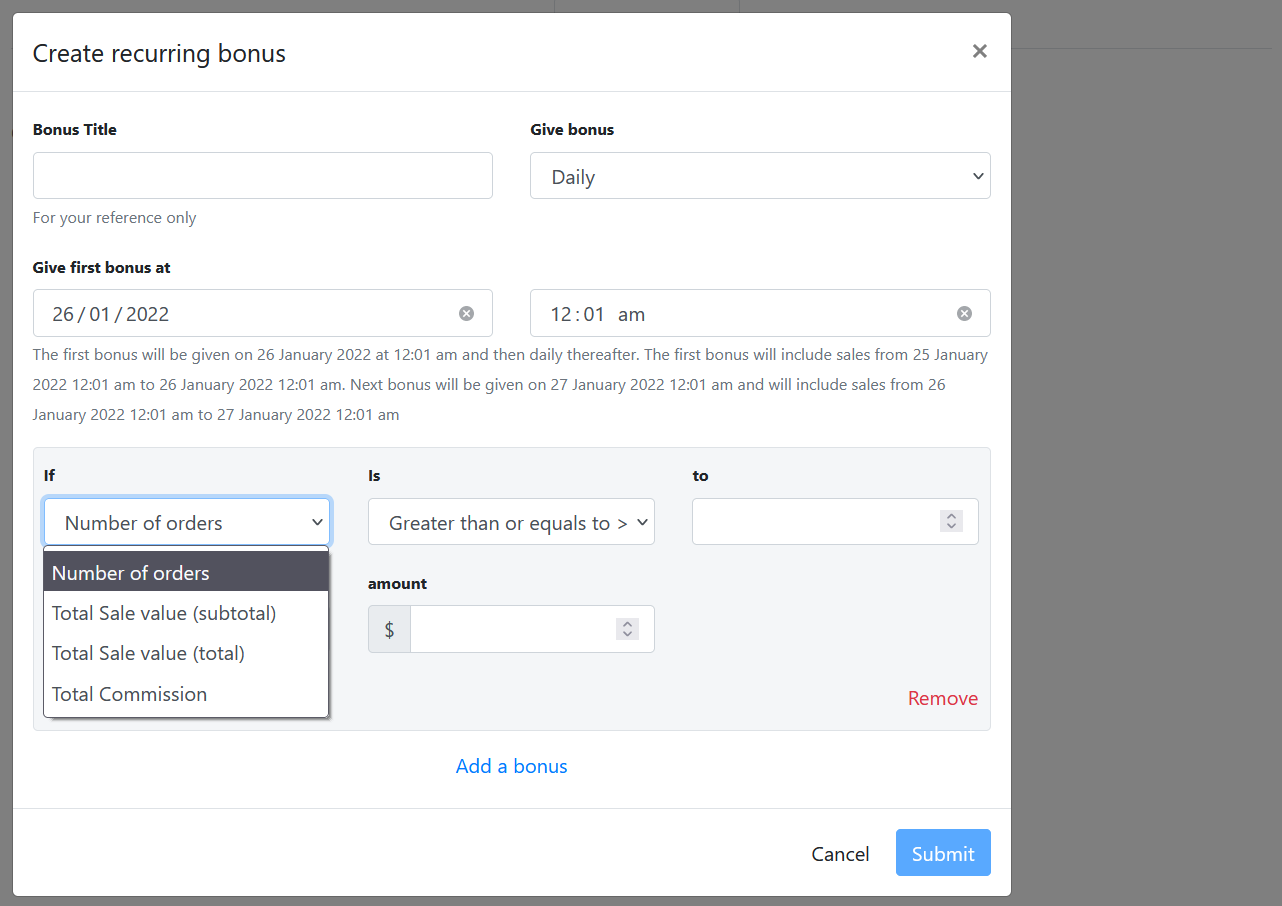 Create recurring bonus
×
Bonus Title
Give bonus
Daily
For your reference only
Give first bonus at
26/01/2022
12:01 am
The first bonus will be given on 26 January 2022 at 12:01 am and then daily thereafter. The first bonus will include sales from 25 January
2022 12:01 am to 26 January 2022 12:01 am. Next bonus will be given on 27 January 2022 12:01 am and will include sales from 26
January 2022 12:01 am to 27 January 2022 12:01 am
If
Is
to
Number of orders
Greater than or equals to >
Number of orders
Total Sale value (subtotal)
Total Sale value (total)
Total Commission
amount
$
Remove
Add a bonus
Cancel
Submit